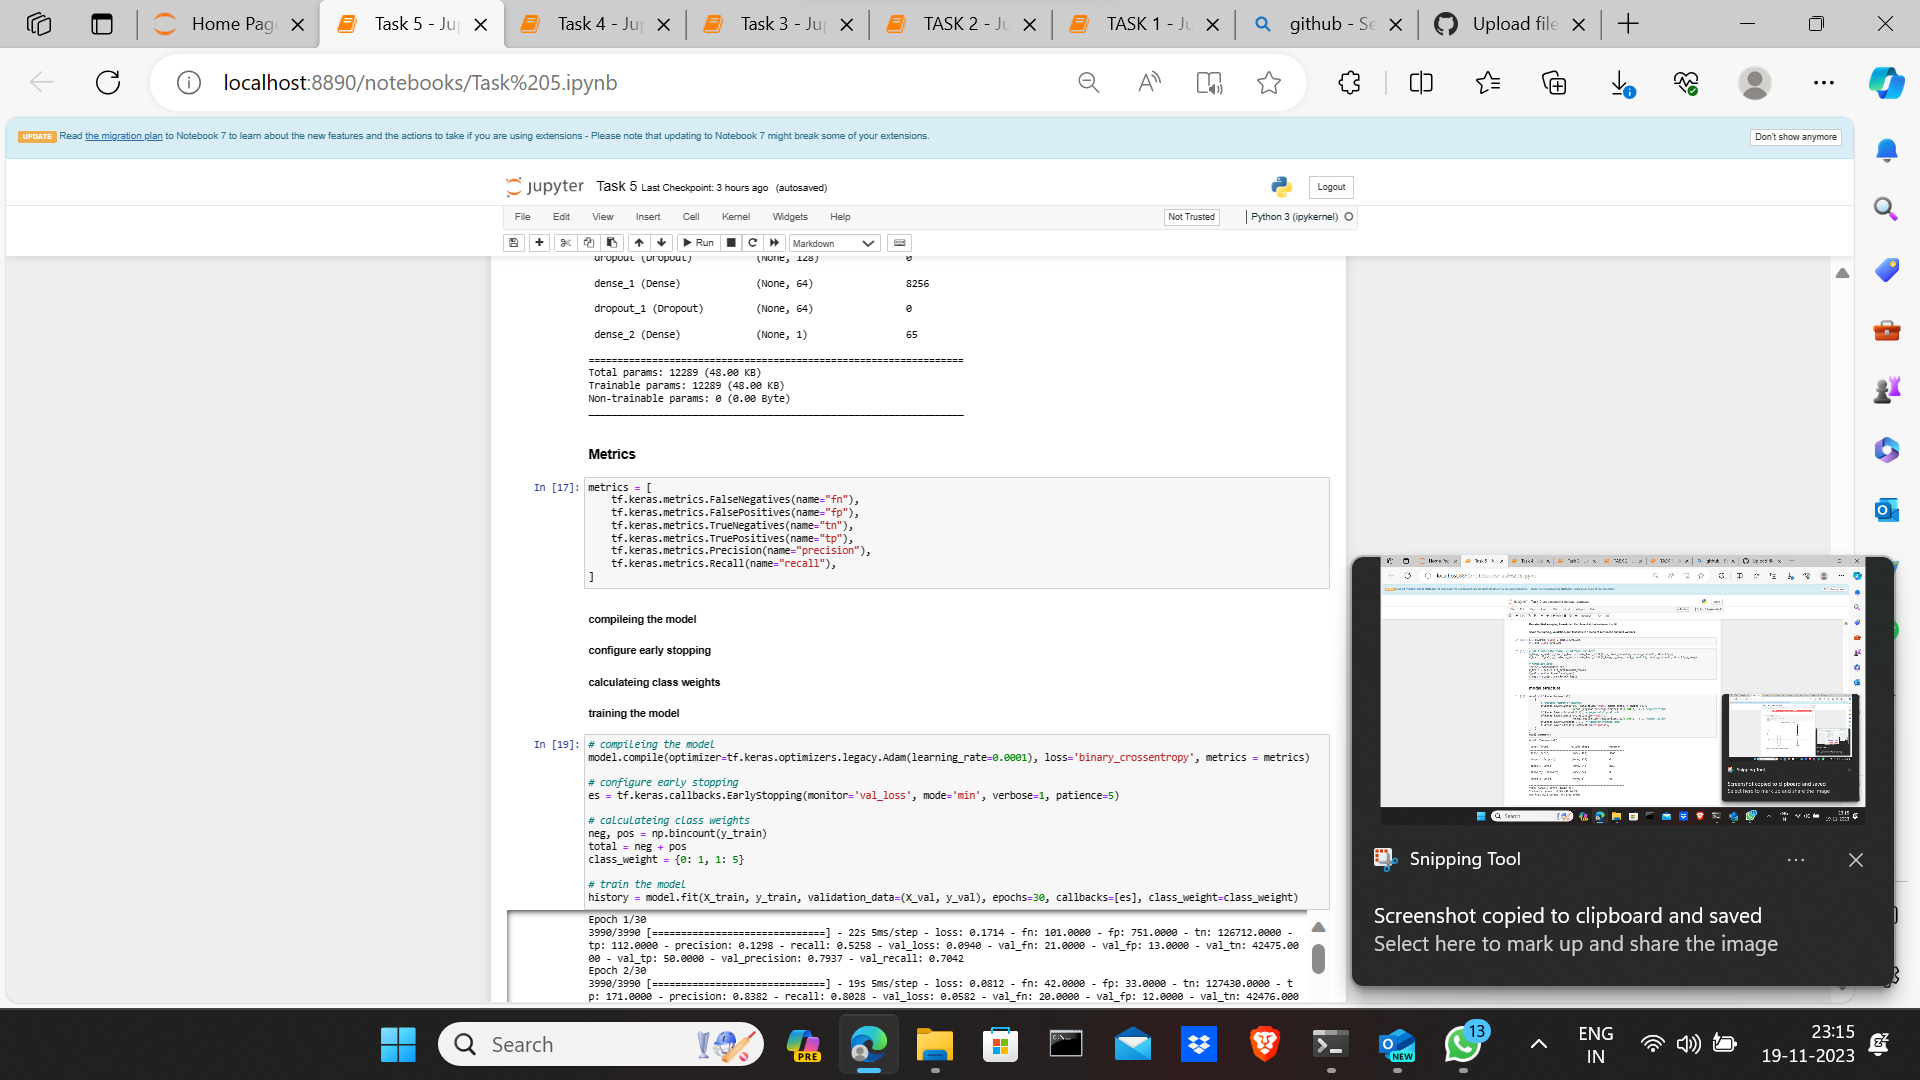 Home Pag
Task 5 - Ju
Task 4 - Ju
Task 3 - Ju
TASK 2 - Ju
TASK 1 - Ju
github - Se
Upload file
localhost:8890/notebooks/Task%205.ipynb
UPDATE Read the migration plan to Notebook 7 to learn about the new features and the actions to take if you are using extensions - Please note that updating to Notebook 7 might break some of your extensions.
Don't show anymore
jupyter Task 5 Last Checkpoint: 3 hours ago (autosaved)
Logout
File Edit View Insert Cell Kernel Widgets Help
Not Trusted
Python 3 (ipykernel)
Run
Markdown
dropout (Dropout) (None, 128) 0
dense_1 (Dense) (None, 64) 8256
dropout_1 (Dropout) (None, 64) 0
dense_2 (Dense) (None, 1) 65
=================================================================
Total params: 12289 (48.00 KB)
Trainable params: 12289 (48.00 KB)
Non-trainable params: 0 (0.00 Byte)
_________________________________________________________________
Metrics
In [17]: metrics = [
tf.keras.metrics.FalseNegatives(name="fn"),
tf.keras.metrics.FalsePositives(name="fp"),
tf.keras.metrics.TrueNegatives(name="tn"),
tf.keras.metrics.TruePositives(name="tp"),
tf.keras.metrics.Precision(name="precision"),
tf.keras.metrics.Recall(name="recall"),
]
compileing the model
configure early stopping
calculateing class weights
training the model
In [19]: # compileing the model
model.compile(optimizer=tf.keras.optimizers.legacy.Adam(learning_rate=0.0001), loss='binary_crossentropy', metrics = metrics)
# configure early stopping
es = tf.keras.callbacks.EarlyStopping(monitor='val_loss', mode='min', verbose=1, patience=5)
# calculateing class weights
neg, pos = np.bincount(y_train)
total = neg + pos
class_weight = {0: 1, 1: 5}
# train the model
history = model.fit(X_train, y_train, validation_data=(X_val, y_val), epochs=30, callbacks=[es], class_weight=class_weight)
Epoch 1/30
3990/3990 [==============================] - 22s 5ms/step - loss: 0.1714 - fn: 101.0000 - fp: 751.0000 - tn: 126712.0000 -
tp: 112.0000 - precision: 0.1298 - recall: 0.5258 - val_loss: 0.0940 - val_fn: 21.0000 - val_fp: 13.0000 - val_tn: 42475.00
00 - val_tp: 50.0000 - val_precision: 0.7937 - val_recall: 0.7042
Epoch 2/30
3990/3990 [==============================] - 19s 5ms/step - loss: 0.0812 - fn: 42.0000 - fp: 33.0000 - tn: 127430.0000 - t
p: 171.0000 - precision: 0.8382 - recall: 0.8028 - val_loss: 0.0582 - val_fn: 20.0000 - val_fp: 12.0000 - val_tn: 42476.000
Snipping Tool
Screenshot copied to clipboard and saved
Select here to mark up and share the image
Search
PRE
NEW
13
ENG
IN
23:15
19-11-2023